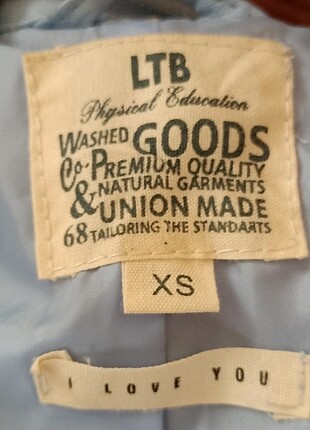 LTB
Physical Education
WASHED GOODS
Co-PREMIUM QUALITY
& NATURAL GARMENTS
UNION MADE
68 TAILORING THE STANDARTS
XS
I LOVE YOU